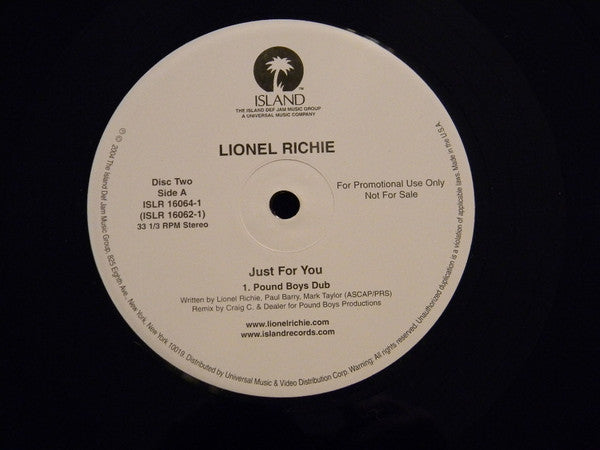 ISLAND
™
THE ISLAND DEF JAM MUSIC GROUP
A UNIVERSAL MUSIC COMPANY
LIONEL RICHIE
Disc Two
Side A
ISLR 16064-1
(ISLR 16062-1)
33 1/3 RPM Stereo
For Promotional Use Only
Not For Sale
Just For You
1. Pound Boys Dub
Written by Lionel Richie, Paul Barry, Mark Taylor (ASCAP/PRS)
Remix by Craig C. & Dealer for Pound Boys Productions
www.lionelrichie.com
www.islandrecords.com
℗ © 2004 The Island Def Jam Music Group, 825 Eighth Ave., New York, New York 10019. Distributed by Universal Music & Video Distribution Corp. Warning: All rights reserved. Unauthorized duplication is a violation of applicable laws. Made in the U.S.A.